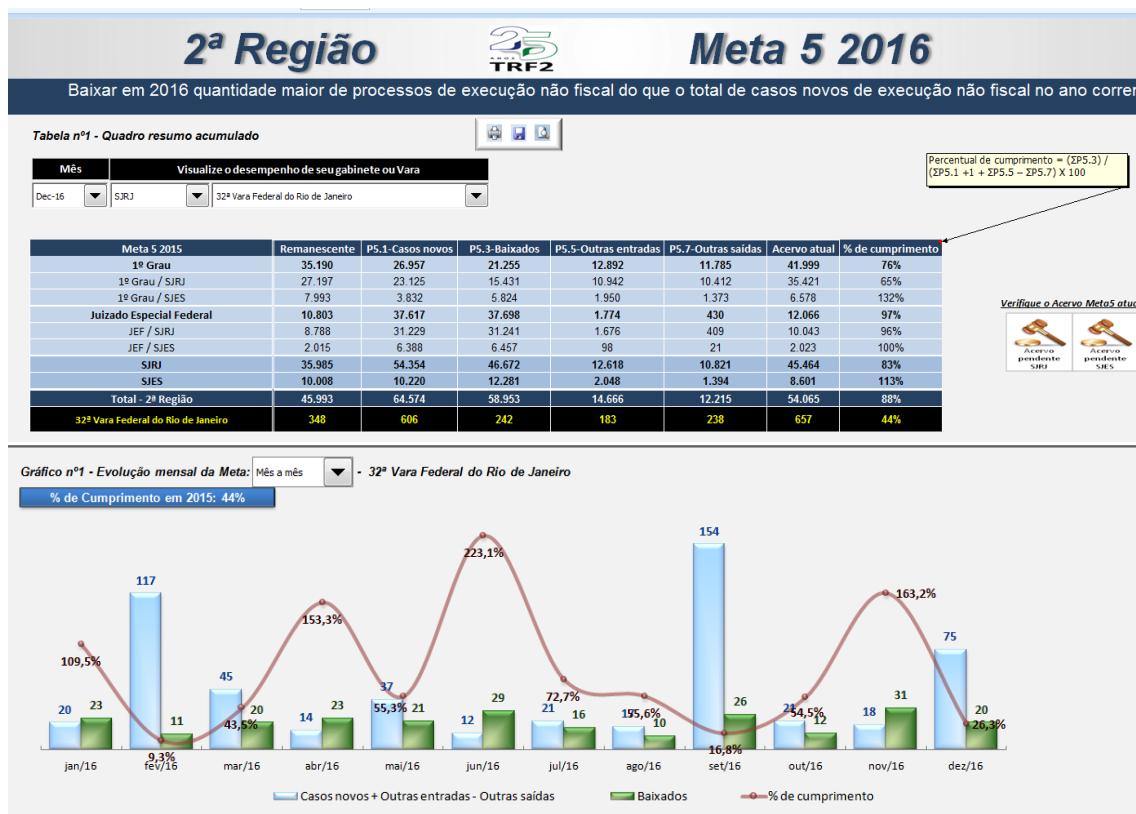 2ª Região
25
ANOS
TRF2
Meta 5 2016
Baixar em 2016 quantidade maior de processos de execução não fiscal do que o total de casos novos de execução não fiscal no ano corren
Tabela nº1 - Quadro resumo acumulado
Percentual de cumprimento = (ΣP5.3) /
(ΣP5.1 +1 + ΣP5.5 – ΣP5.7) X 100
Mês Visualize o desempenho de seu gabinete ou Vara
Dec-16 SJRJ 32ª Vara Federal do Rio de Janeiro
Meta 5 2015 Remanescente P5.1-Casos novos P5.3-Baixados P5.5-Outras entradas P5.7-Outras saídas Acervo atual % de cumprimento
1º Grau 35.190 26.957 21.255 12.892 11.785 41.999 76%
1º Grau / SJRJ 27.197 23.125 15.431 10.942 10.412 35.421 65%
1º Grau / SJES 7.993 3.832 5.824 1.950 1.373 6.578 132%
Juizado Especial Federal 10.803 37.617 37.698 1.774 430 12.066 97%
JEF / SJRJ 8.788 31.229 31.241 1.676 409 10.043 96%
JEF / SJES 2.015 6.388 6.457 98 21 2.023 100%
SJRJ 35.985 54.354 46.672 12.618 10.821 45.464 83%
SJES 10.008 10.220 12.281 2.048 1.394 8.601 113%
Total - 2ª Região 45.993 64.574 58.953 14.666 12.215 54.065 88%
32ª Vara Federal do Rio de Janeiro 348 606 242 183 238 657 44%
Verifique o Acervo Meta5 atua
Acervo pendente SJRJ
Acervo pendente SJES
Gráfico nº1 - Evolução mensal da Meta: Mês a mês - 32ª Vara Federal do Rio de Janeiro
% de Cumprimento em 2015: 44%
20 23 109,5%
117 11 9,3%
45 20 43,5%
14 23 153,3%
37 21 55,3%
12 29 223,1%
21 16 72,7%
10 55,6%
154 26 16,8%
21 12 54,5%
18 31 163,2%
75 20 26,3%
jan/16 fev/16 mar/16 abr/16 mai/16 jun/16 jul/16 ago/16 set/16 out/16 nov/16 dez/16
Casos novos + Outras entradas - Outras saídas Baixados % de cumprimento